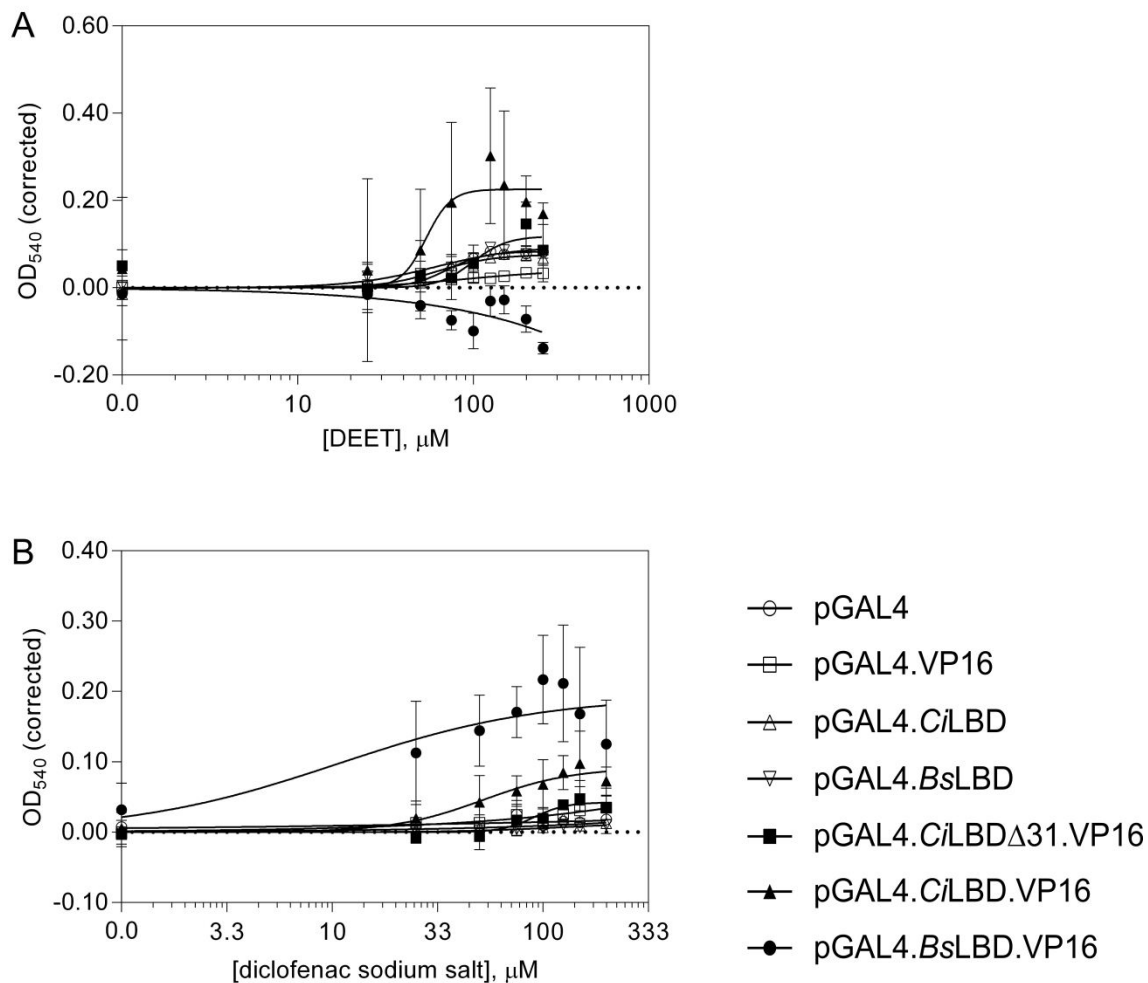 A
0.60
0.40
0.20
0.00
-0.20
OD540 (corrected)
0.0 10 100 1000
[DEET], μM
B
0.40
0.30
0.20
0.10
0.00
-0.10
OD540 (corrected)
0.0 3.3 10 33 100 333
[diclofenac sodium salt], μM
pGAL4
pGAL4.VP16
pGAL4.CiLBD
pGAL4.BsLBD
pGAL4.CiLBDΔ31.VP16
pGAL4.CiLBD.VP16
pGAL4.BsLBD.VP16